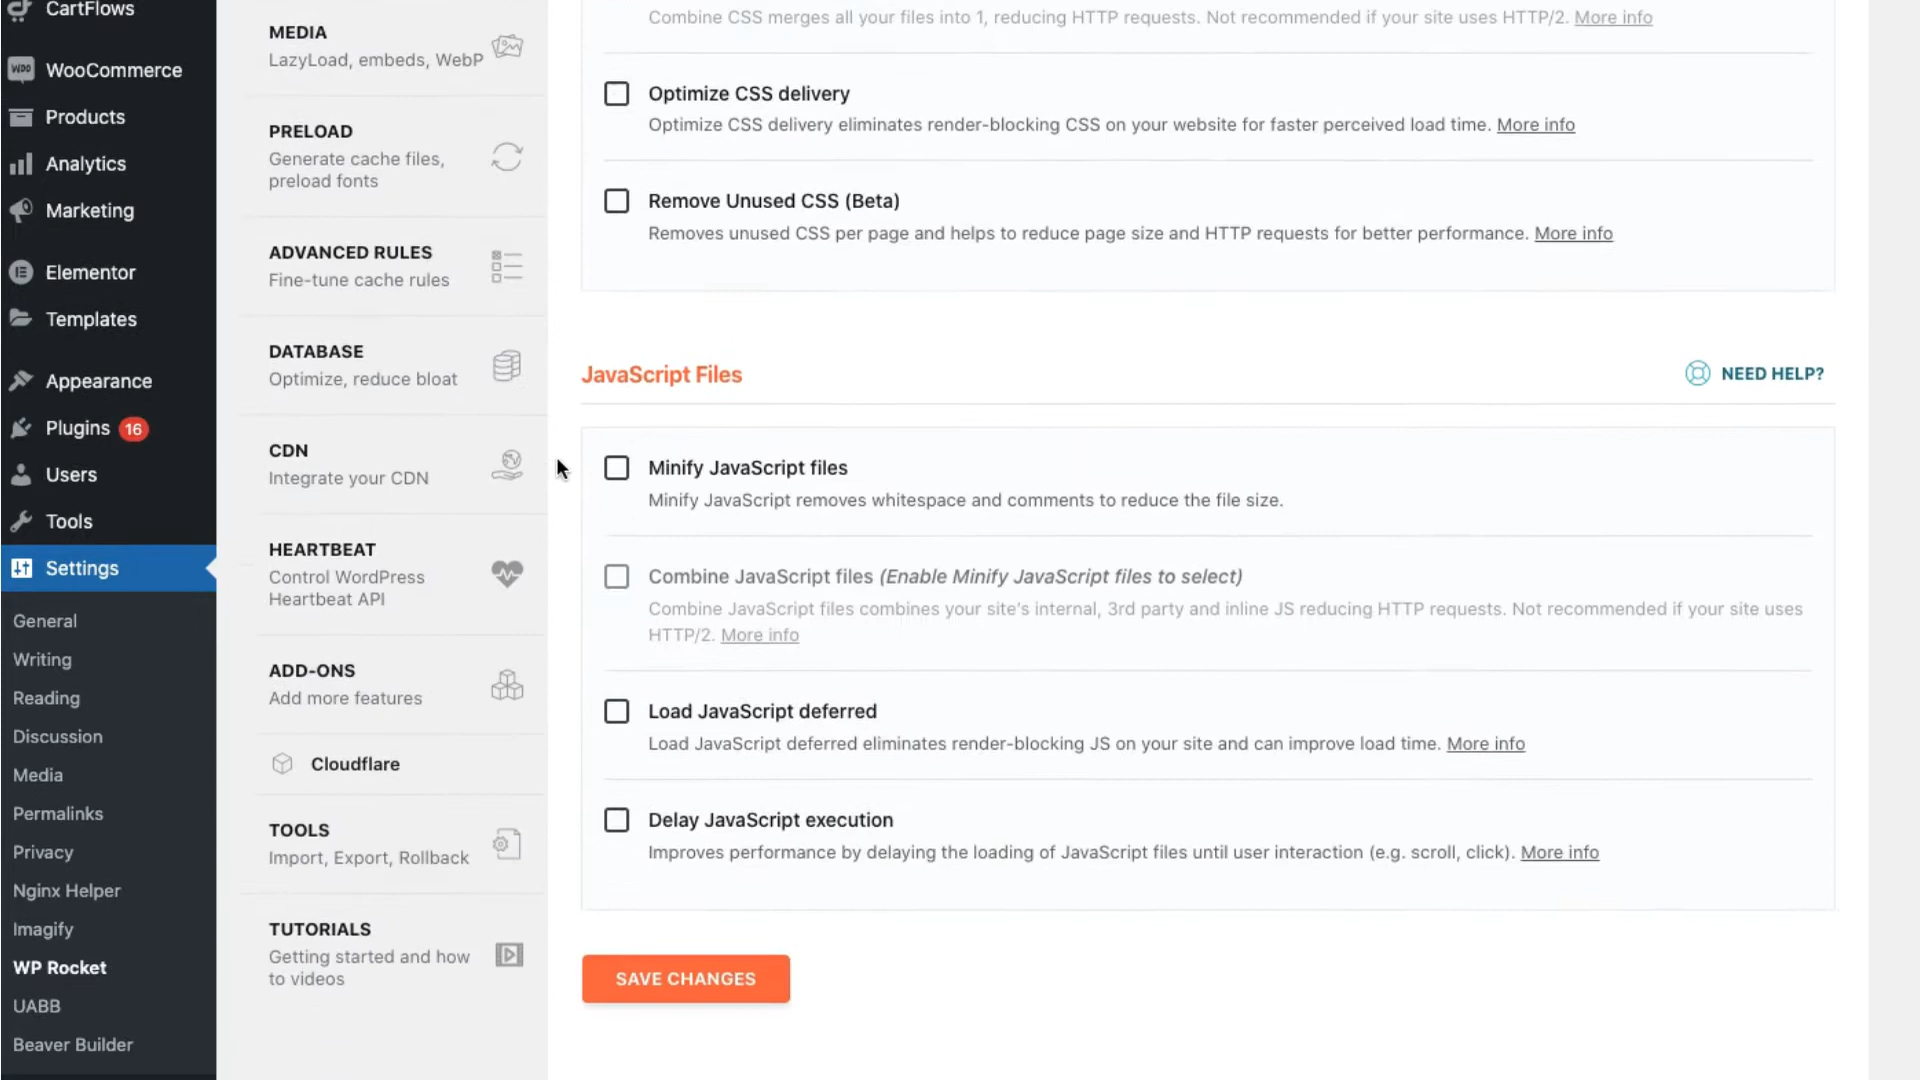 CartFlows
WooCommerce
Products
Analytics
Marketing
Elementor
Templates
Appearance
Plugins 16
Users
Tools
Settings
General
Writing
Reading
Discussion
Media
Permalinks
Privacy
Nginx Helper
Imagify
WP Rocket
UABB
Beaver Builder
MEDIA
LazyLoad, embeds, WebP
PRELOAD
Generate cache files,
preload fonts
ADVANCED RULES
Fine-tune cache rules
DATABASE
Optimize, reduce bloat
CDN
Integrate your CDN
HEARTBEAT
Control WordPress
Heartbeat API
ADD-ONS
Add more features
Cloudflare
TOOLS
Import, Export, Rollback
TUTORIALS
Getting started and how
to videos
Combine CSS merges all your files into 1, reducing HTTP requests. Not recommended if your site uses HTTP/2. More info
Optimize CSS delivery
Optimize CSS delivery eliminates render-blocking CSS on your website for faster perceived load time. More info
Remove Unused CSS (Beta)
Removes unused CSS per page and helps to reduce page size and HTTP requests for better performance. More info
JavaScript Files
NEED HELP?
Minify JavaScript files
Minify JavaScript removes whitespace and comments to reduce the file size.
Combine JavaScript files (Enable Minify JavaScript files to select)
Combine JavaScript files combines your site's internal, 3rd party and inline JS reducing HTTP requests. Not recommended if your site uses
HTTP/2. More info
Load JavaScript deferred
Load JavaScript deferred eliminates render-blocking JS on your site and can improve load time. More info
Delay JavaScript execution
Improves performance by delaying the loading of JavaScript files until user interaction (e.g. scroll, click). More info
SAVE CHANGES